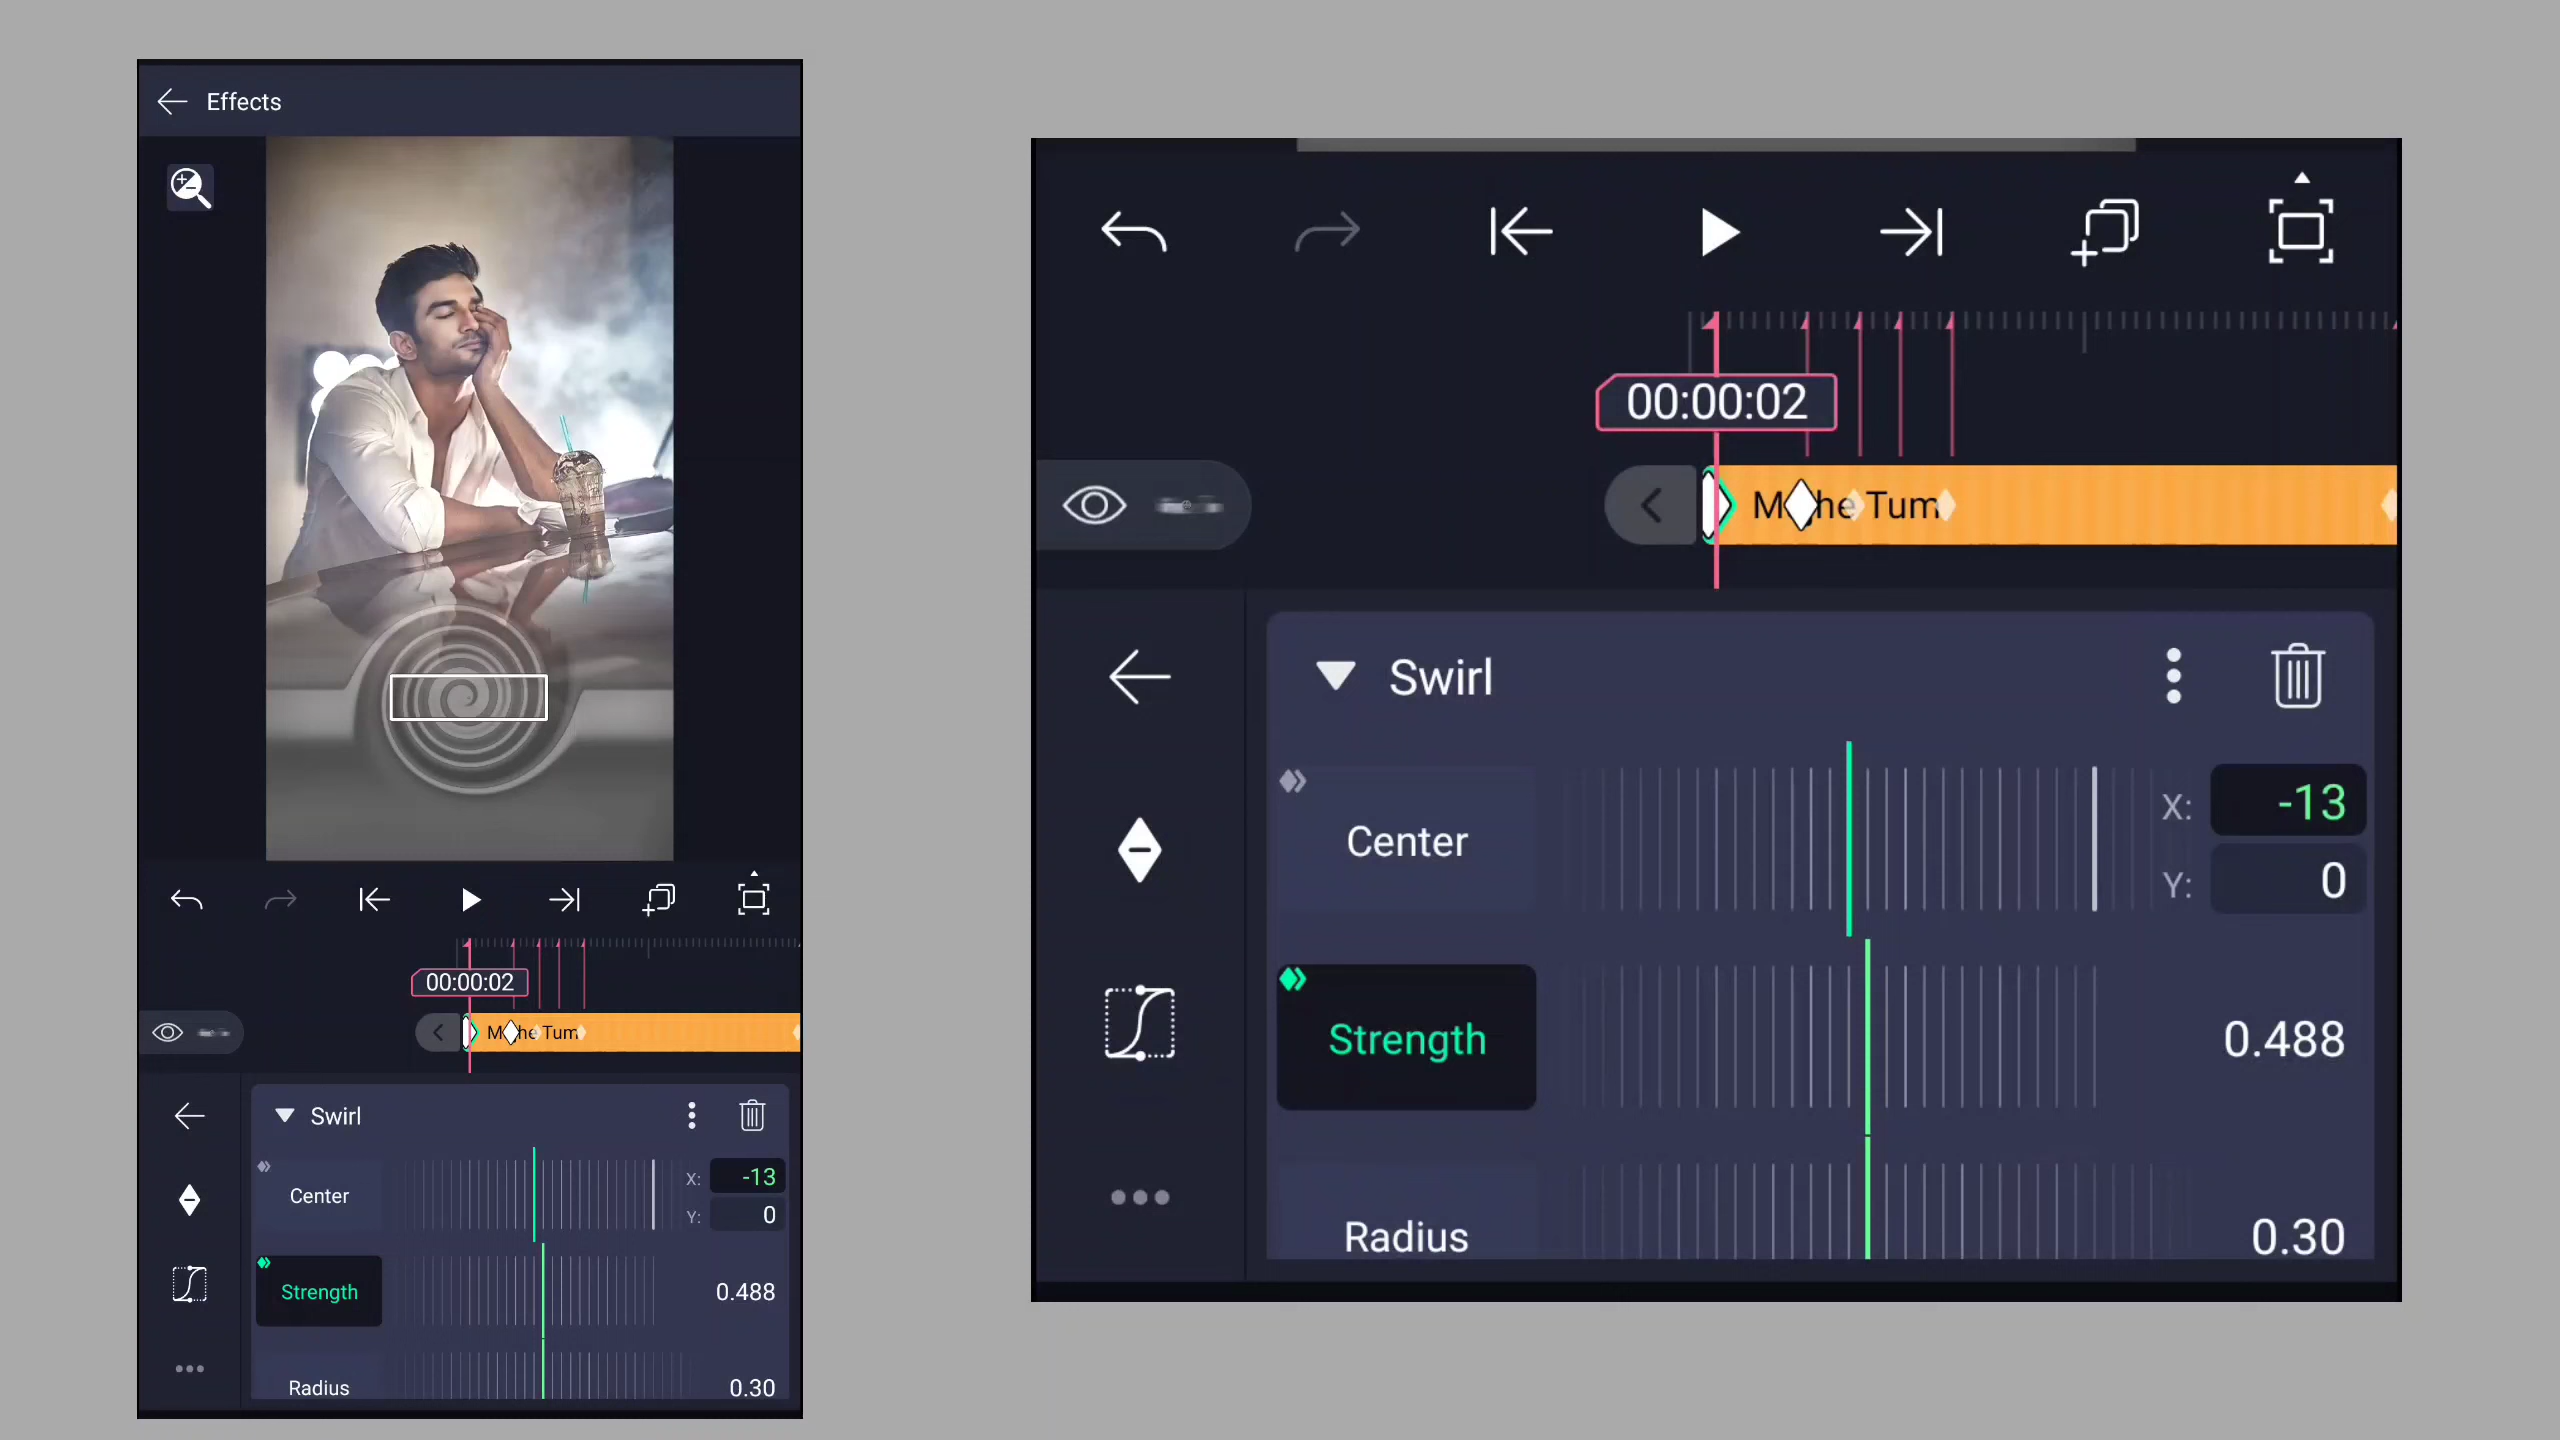 Effects
00:00:02
M he Tum
Swirl
Center
X: -13
Y: 0
Strength
0.488
Radius
0.30
00:00:02
M he Tum
Swirl
Center
X: -13
Y: 0
Strength
0.488
Radius
0.30